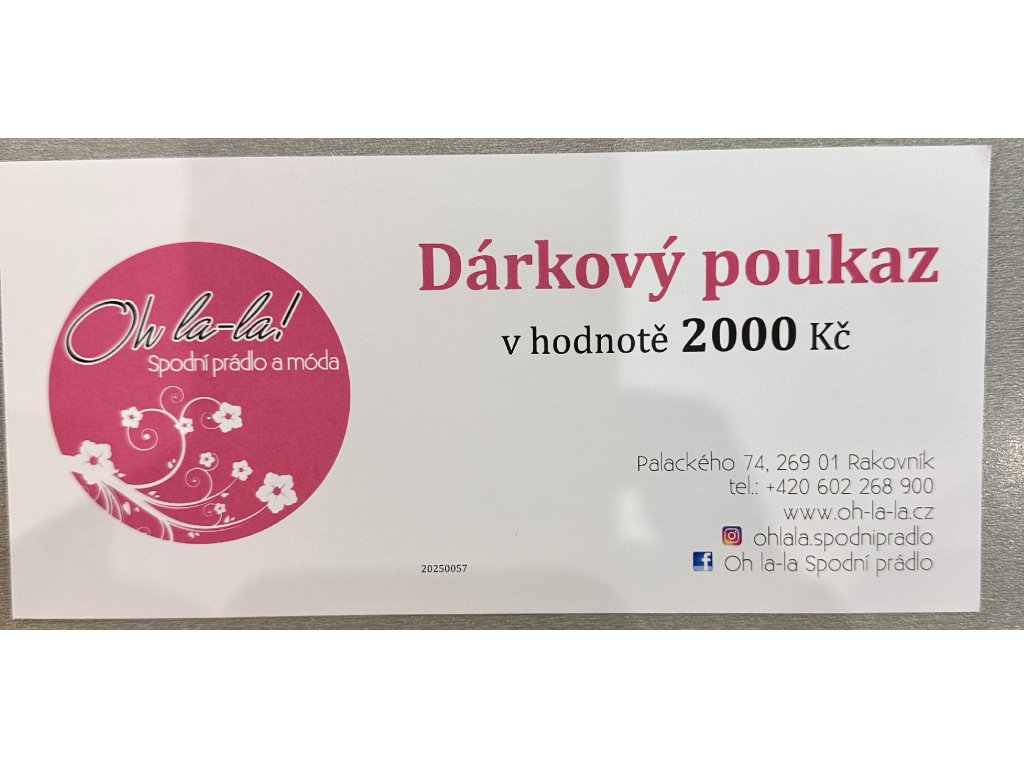 Oh la-la!
Spodní prádlo a móda
Dárkový poukaz
v hodnotě 2000 Kč
Palackého 74, 269 01 Rakovník
tel.: +420 602 268 900
www.oh-la-la.cz
ohlala.spodnipradlo
Oh la-la Spodní prádlo
20250057